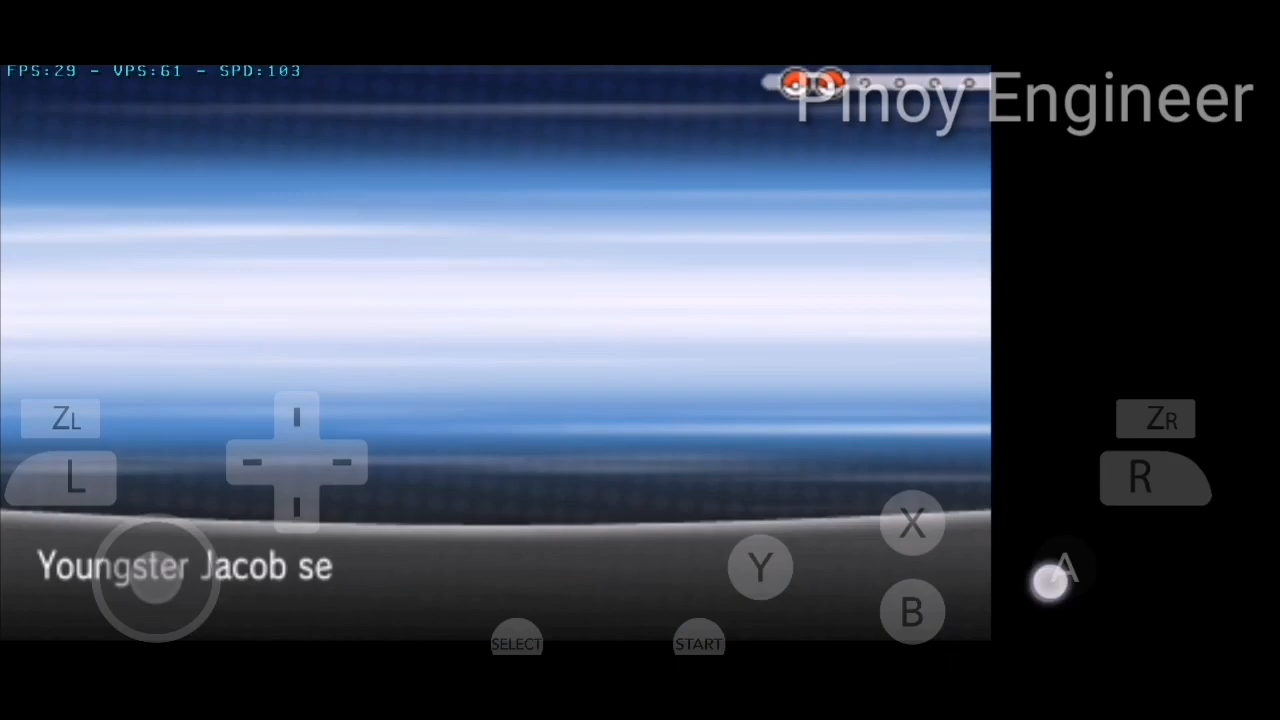 FPS:29 - VPS:61 - SPD:103
Pinoy Engineer
ZL
ZR
L
R
X
Youngster Jacob se
Y
A
B
SELECT
START